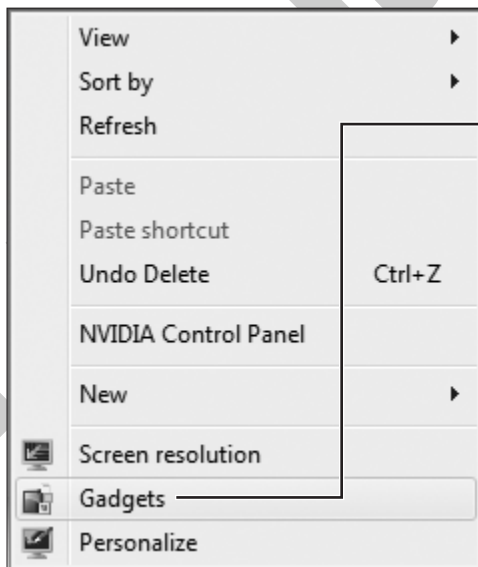 View
Sort by
Refresh
Paste
Paste shortcut
Undo Delete Ctrl+Z
NVIDIA Control Panel
New
Screen resolution
Gadgets
Personalize